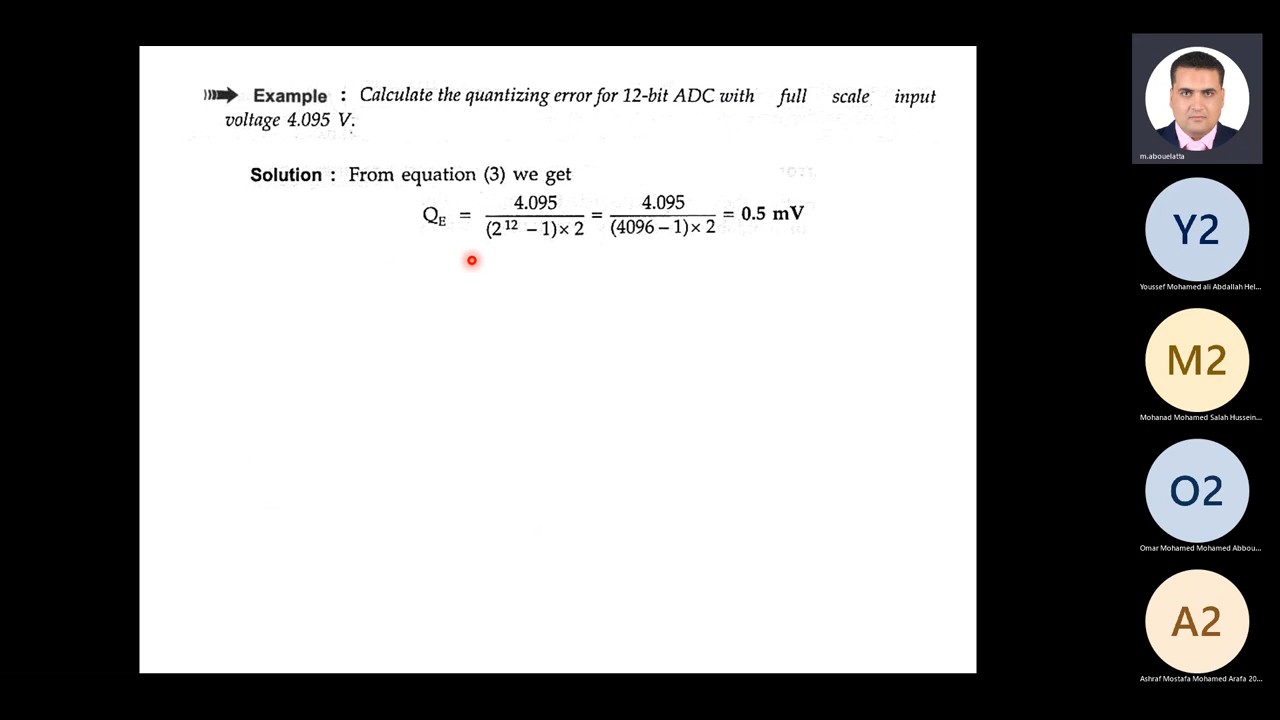 Example : Calculate the quantizing error for 12-bit ADC with full scale input
voltage 4.095 V.
Solution : From equation (3) we get
Q_E = 4.095 / (2^12 – 1) × 2 = 4.095 / (4096 – 1) × 2 = 0.5 mV
m.abouelatta
Y2
Youssef Mohamed ali Abdallah Hel...
M2
Mohanad Mohamed Salah Hussein...
O2
Omar Mohamed Mohamed Abbou...
A2
Ashraf Mostafa Mohamed Arafa 20...